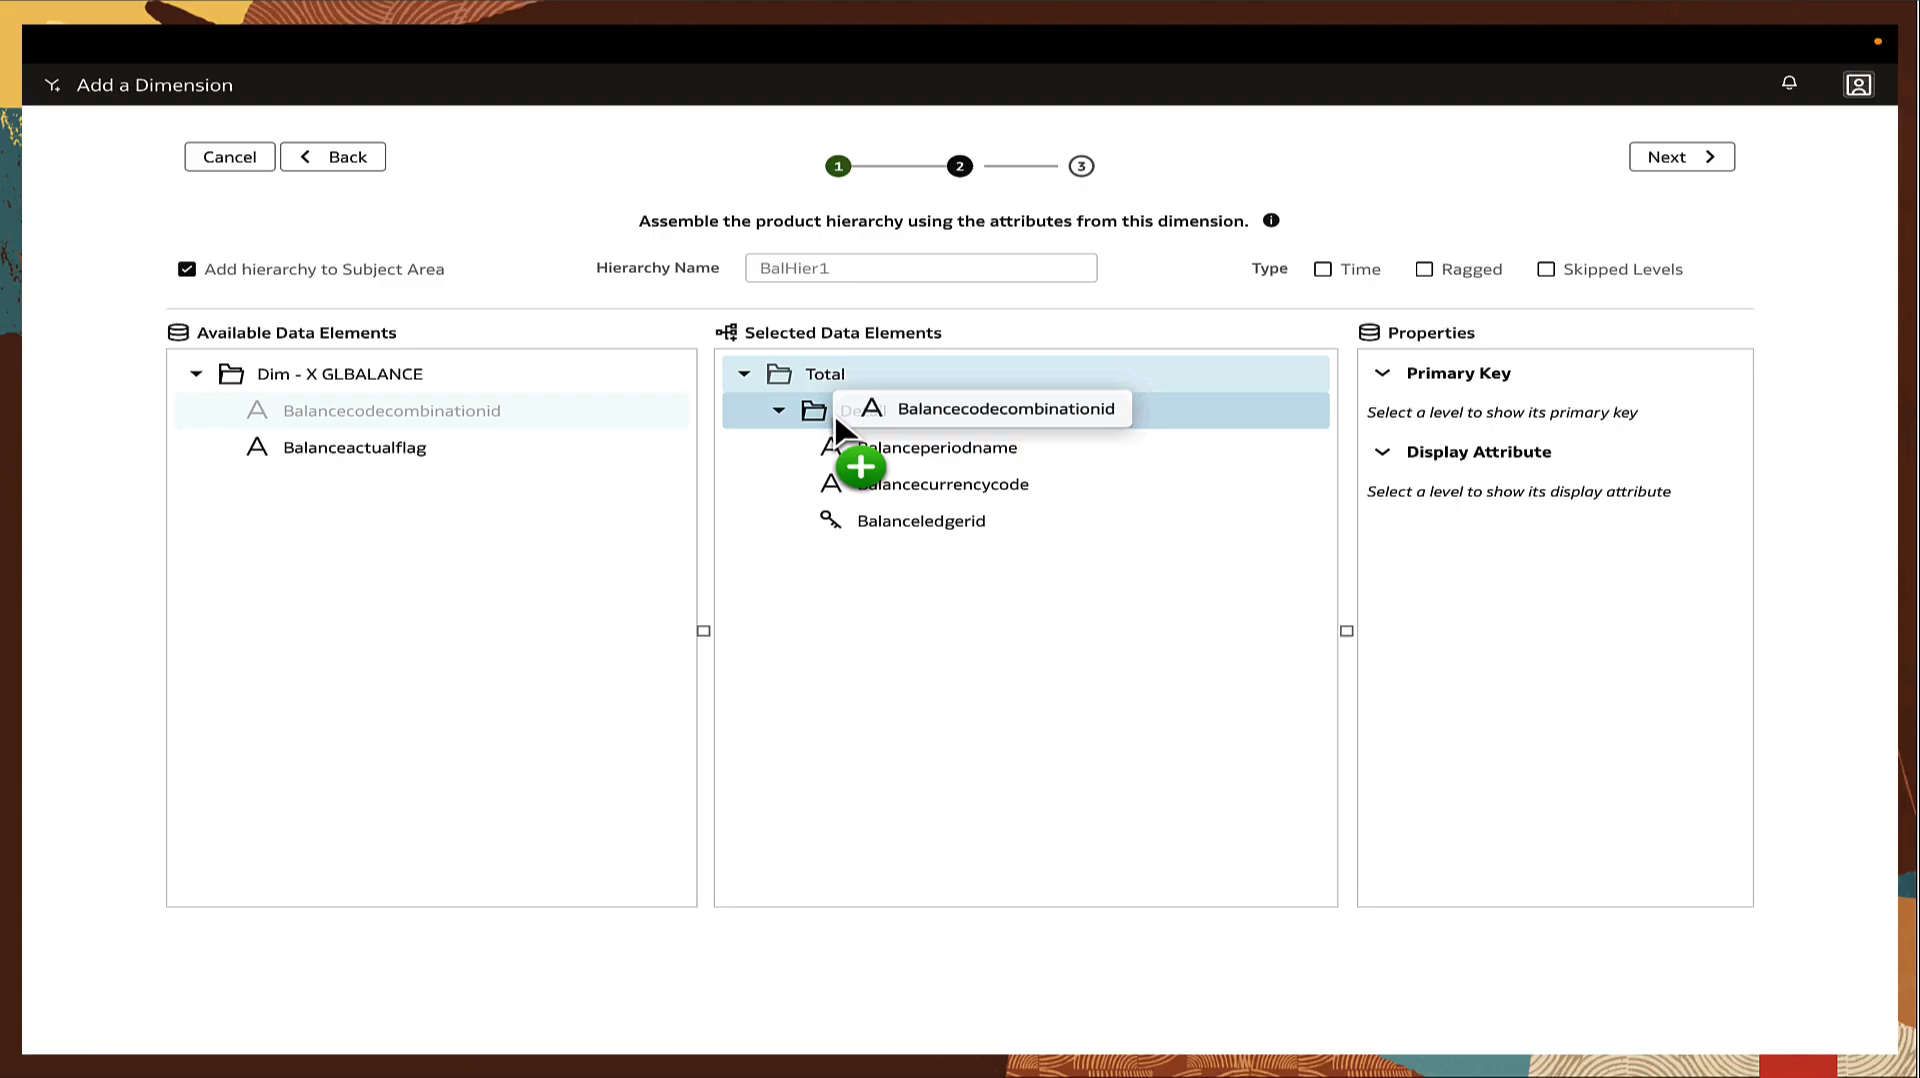 Add a Dimension
Cancel
Back
1
2
3
Next
Assemble the product hierarchy using the attributes from this dimension.
Add hierarchy to Subject Area
Hierarchy Name
BalHier1
Type
Time
Ragged
Skipped Levels
Available Data Elements
Dim - X GLBALANCE
Balancecodecombinationid
Balanceactualflag
Selected Data Elements
Total
Balancecodecombinationid
Balanceperiodname
Balancecurrencycode
Balanceledgerid
Properties
Primary Key
Select a level to show its primary key
Display Attribute
Select a level to show its display attribute